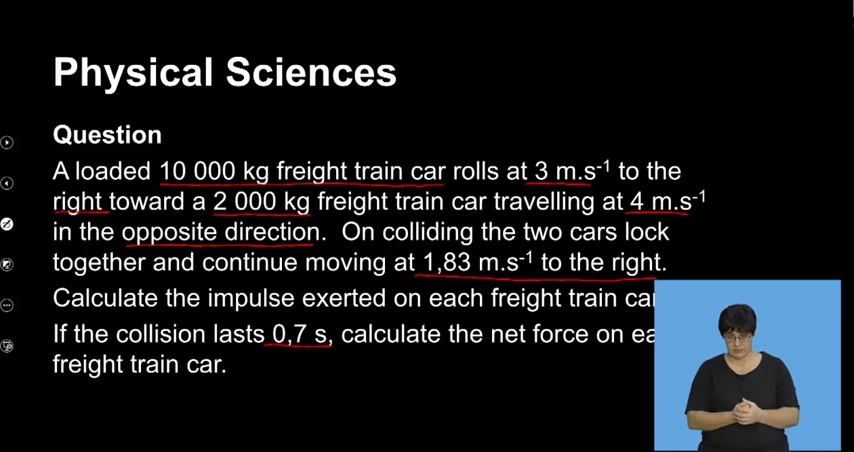 Physical Sciences
Question
A loaded 10 000 kg freight train car rolls at 3 m.s⁻¹ to the
right toward a 2 000 kg freight train car travelling at 4 m.s⁻¹
in the opposite direction. On colliding the two cars lock
together and continue moving at 1,83 m.s⁻¹ to the right.
Calculate the impulse exerted on each freight train car
If the collision lasts 0,7 s, calculate the net force on
freight train car.